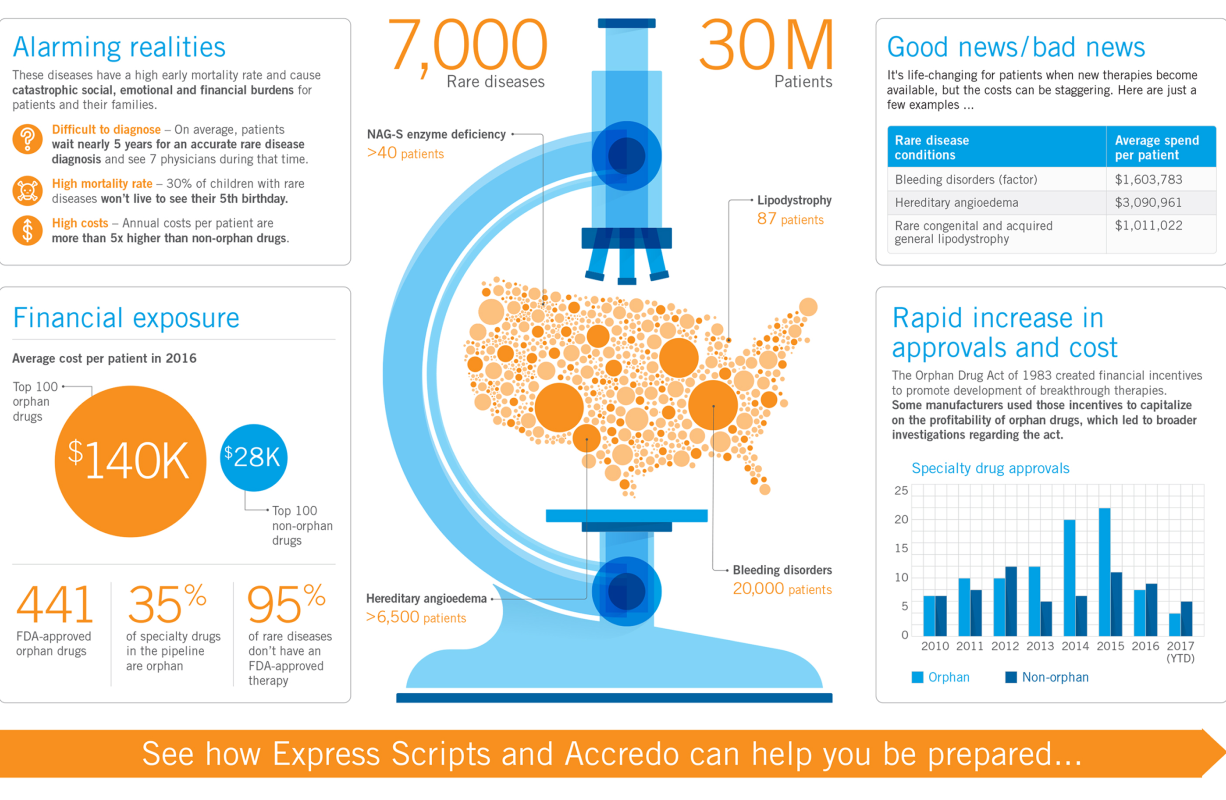 Alarming realities
These diseases have a high early mortality rate and cause
catastrophic social, emotional and financial burdens for
patients and their families.
Difficult to diagnose – On average, patients
wait nearly 5 years for an accurate rare disease
diagnosis and see 7 physicians during that time.
High mortality rate – 30% of children with rare
diseases won't live to see their 5th birthday.
$
High costs – Annual costs per patient are
more than 5x higher than non-orphan drugs.
Financial exposure
Average cost per patient in 2016
Top 100
orphan
drugs
$140K
$28K
Top 100
non-orphan
drugs
441
FDA-approved
orphan drugs
35%
of specialty drugs
in the pipeline
are orphan
95%
of rare diseases
don't have an
FDA-approved
therapy
7,000
Rare diseases
30M
Patients
NAG-S enzyme deficiency
>40 patients
Lipodystrophy
87 patients
Bleeding disorders
20,000 patients
Hereditary angioedema
>6,500 patients
Good news/bad news
It's life-changing for patients when new therapies become
available, but the costs can be staggering. Here are just a
few examples ...
Rare disease
conditions
Average spend
per patient
Bleeding disorders (factor) $1,603,783
Hereditary angioedema $3,090,961
Rare congenital and acquired
general lipodystrophy
$1,011,022
Rapid increase in
approvals and cost
The Orphan Drug Act of 1983 created financial incentives
to promote development of breakthrough therapies.
Some manufacturers used those incentives to capitalize
on the profitability of orphan drugs, which led to broader
investigations regarding the act.
Specialty drug approvals
25
20
15
10
5
0
2010 2011 2012 2013 2014 2015 2016 2017
(YTD)
Orphan Non-orphan
See how Express Scripts and Accredo can help you be prepared...